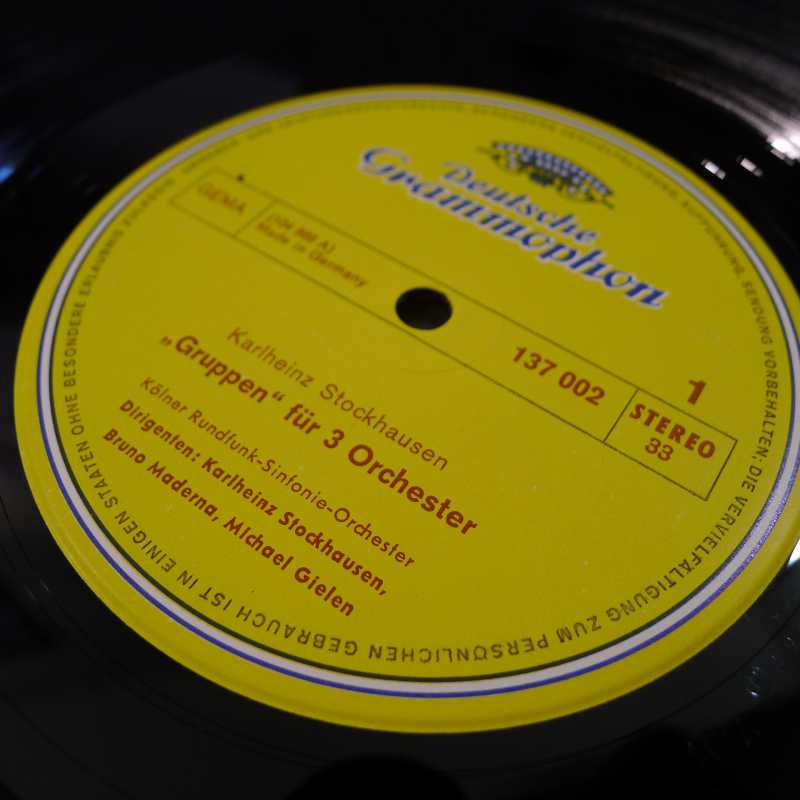 Deutsche
Grammophon
GEMA
Made in Germany
137 002
1
STEREO
33
Karlheinz Stockhausen
„Gruppen“ für 3 Orchester
Kölner Rundfunk-Sinfonie-Orchester
Dirigenten: Karlheinz Stockhausen,
Bruno Maderna, Michael Gielen
SENDUNG VORBEHALTEN; DIE VERVIELFÄLTIGUNG ZUM PERSÖNLICHEN GEBRAUCH IST IN EINIGEN STAATEN OHNE BESONDERE ERLAUBNIS ZULÄSSIG